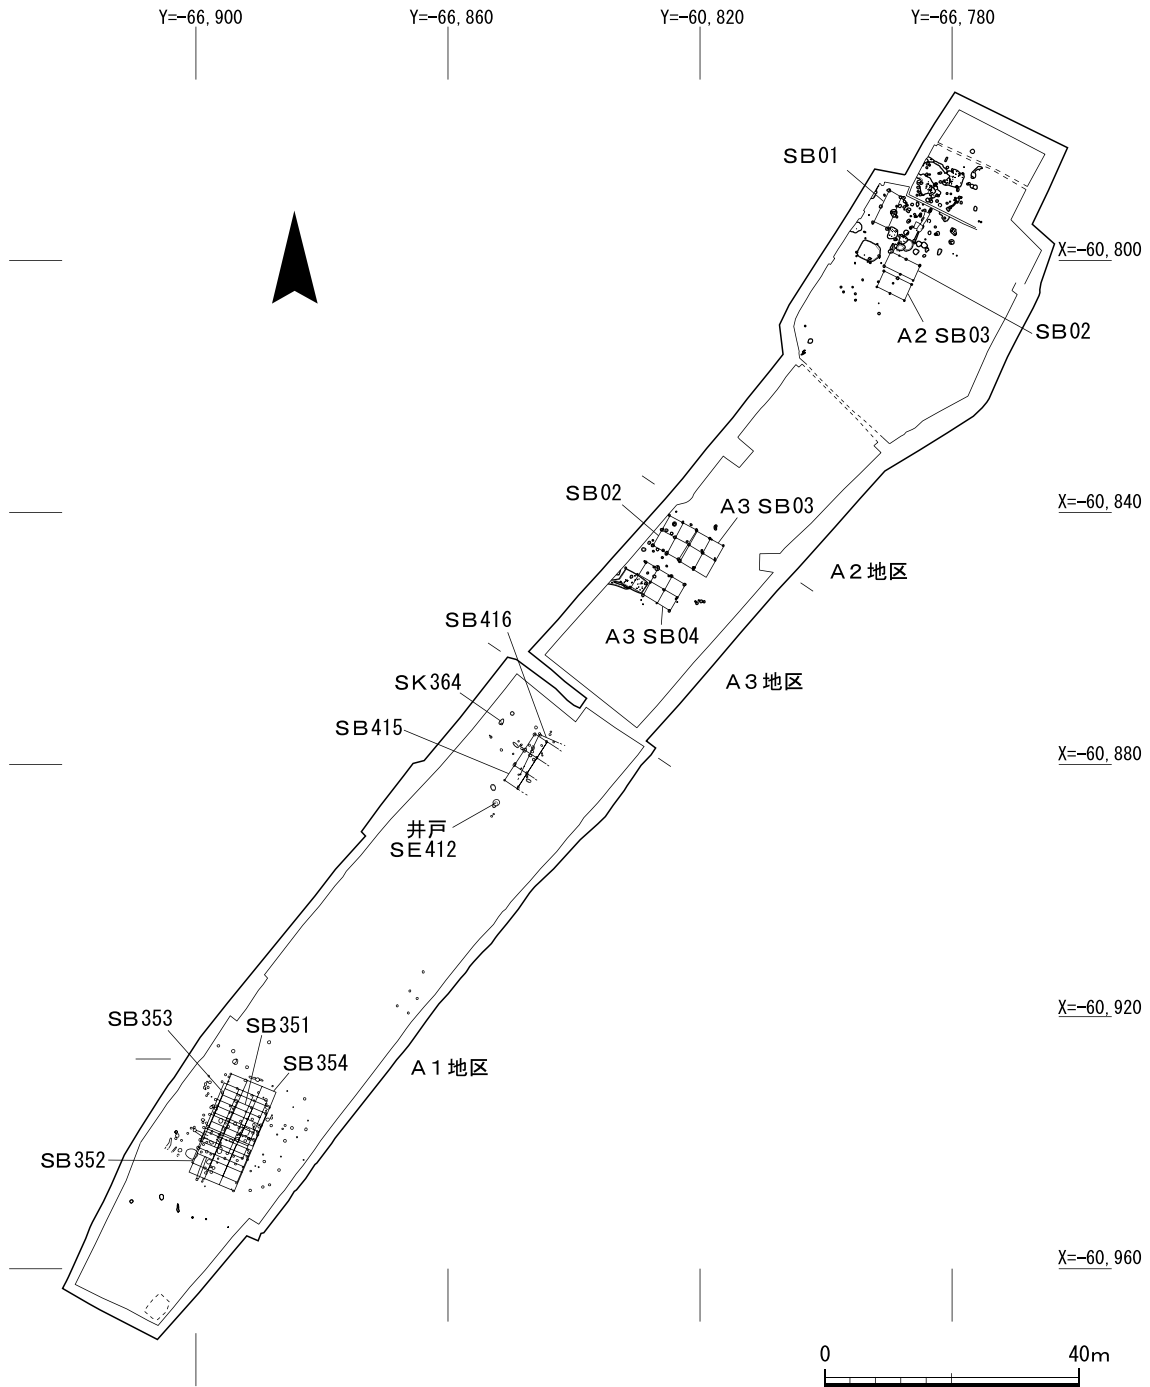 Y=-66,900
Y=-66,860
Y=-60,820
Y=-66,780
SB01
X=-60,800
A2 SB03
SB02
SB02
A3 SB03
X=-60,840
A2地区
SB416
A3 SB04
SK364
A3地区
SB415
X=-60,880
井戸
SE412
X=-60,920
SB353
SB351
SB354
A1地区
SB352
X=-60,960
0
40m